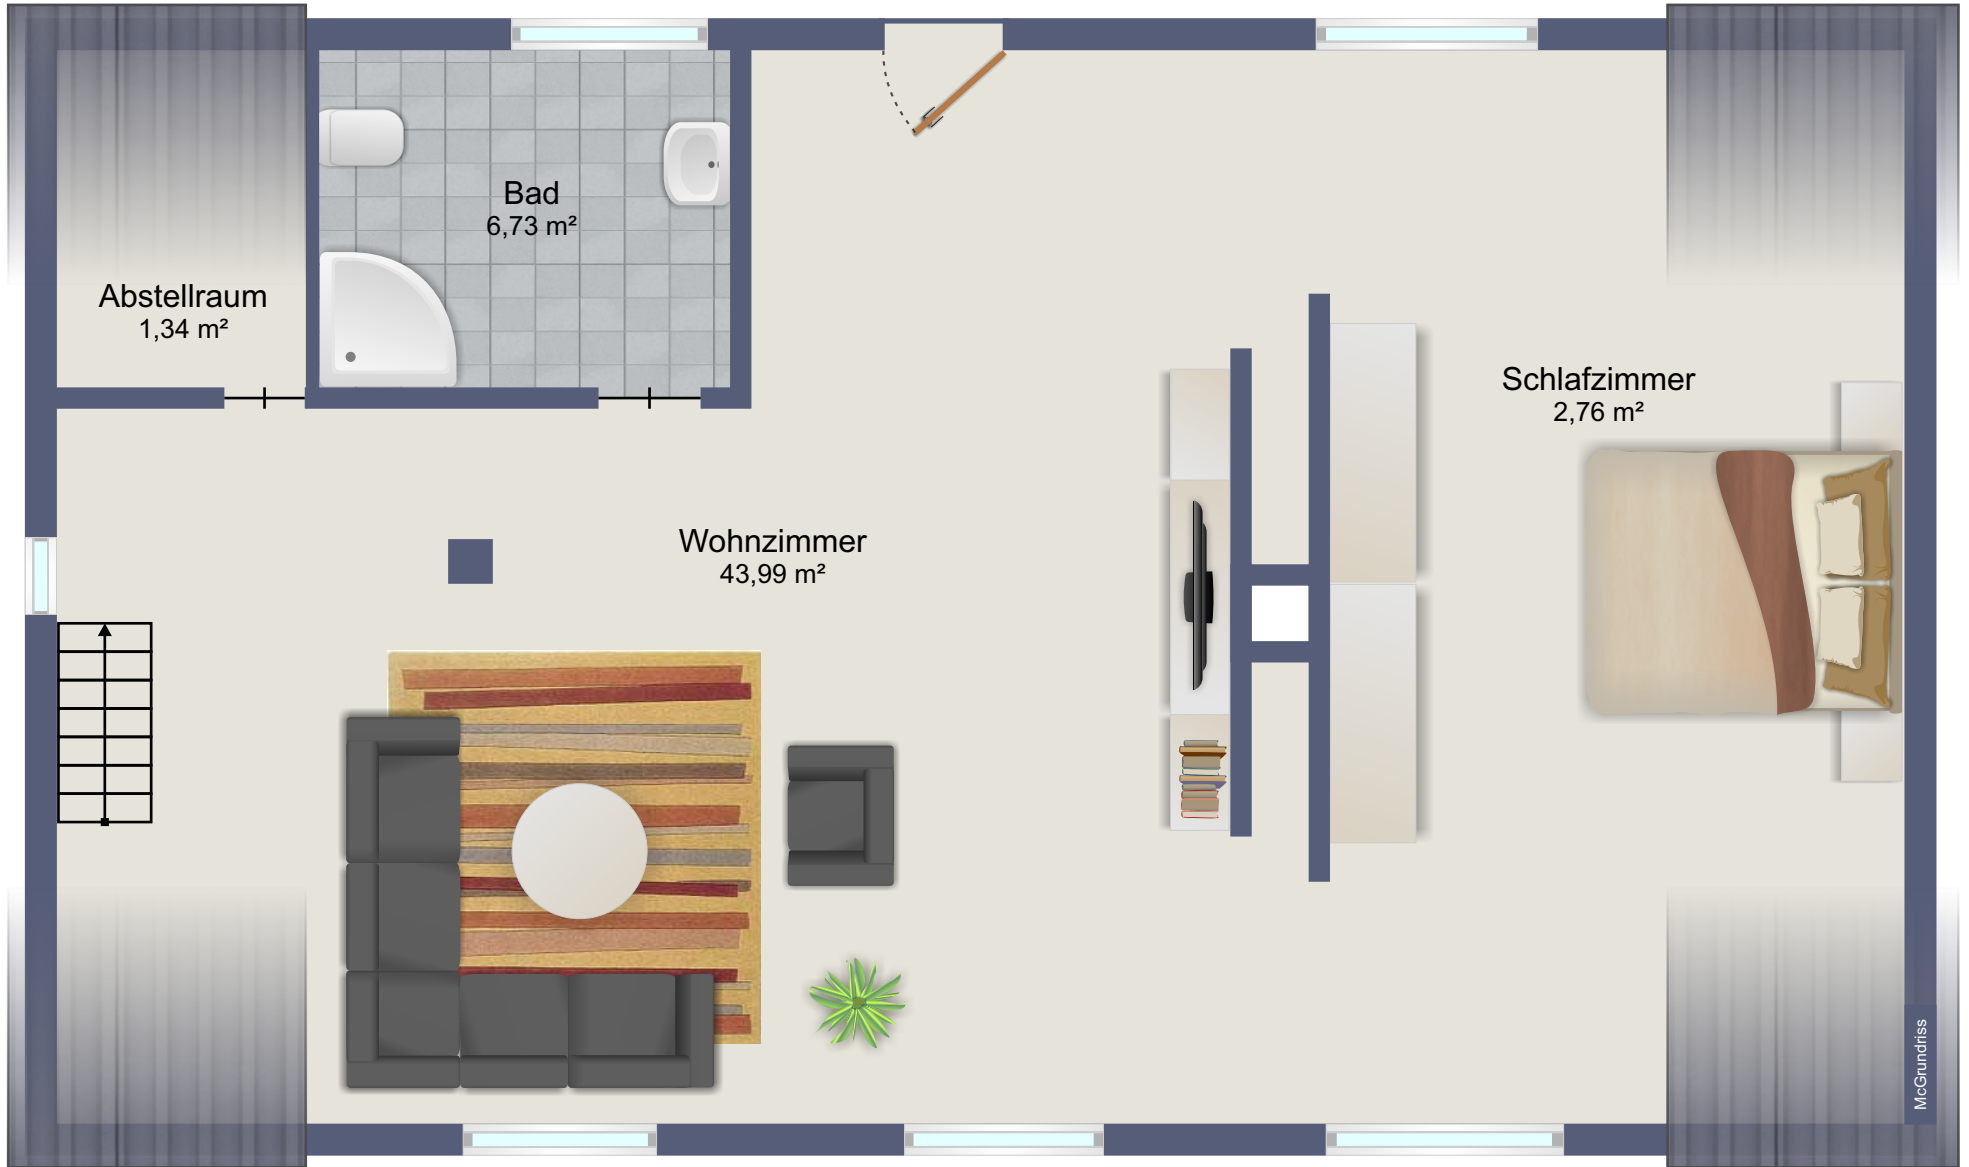 Bad
6,73 m²
Abstellraum
1,34 m²
Schlafzimmer
2,76 m²
Wohnzimmer
43,99 m²
McGrundriss